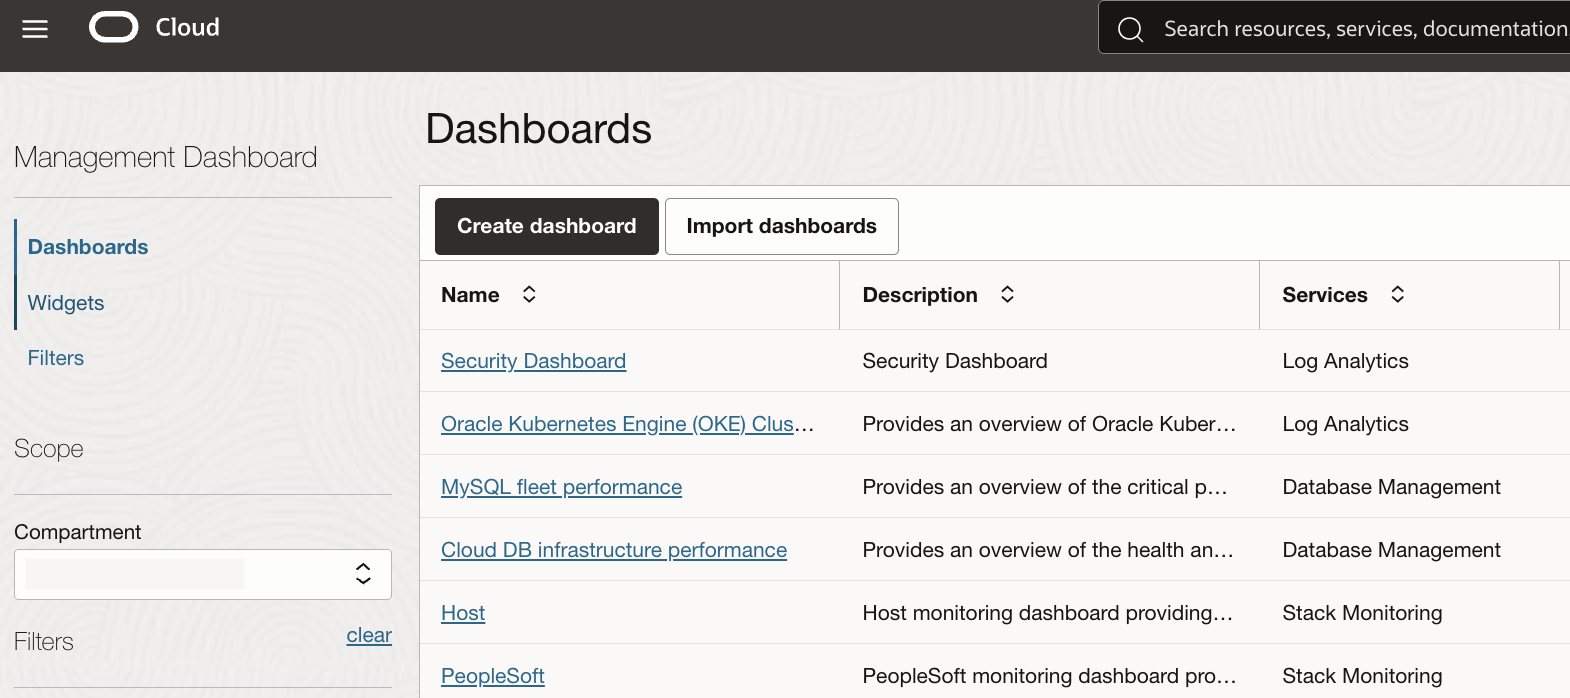 Cloud
Search resources, services, documentation,
Management Dashboard
Dashboards
Widgets
Filters
Scope
Compartment
Filters clear
Dashboards
Create dashboard Import dashboards
Name Description Services
Security Dashboard Security Dashboard Log Analytics
Oracle Kubernetes Engine (OKE) Clus... Provides an overview of Oracle Kuber... Log Analytics
MySQL fleet performance Provides an overview of the critical p... Database Management
Cloud DB infrastructure performance Provides an overview of the health an... Database Management
Host Host monitoring dashboard providing... Stack Monitoring
PeopleSoft PeopleSoft monitoring dashboard pro... Stack Monitoring